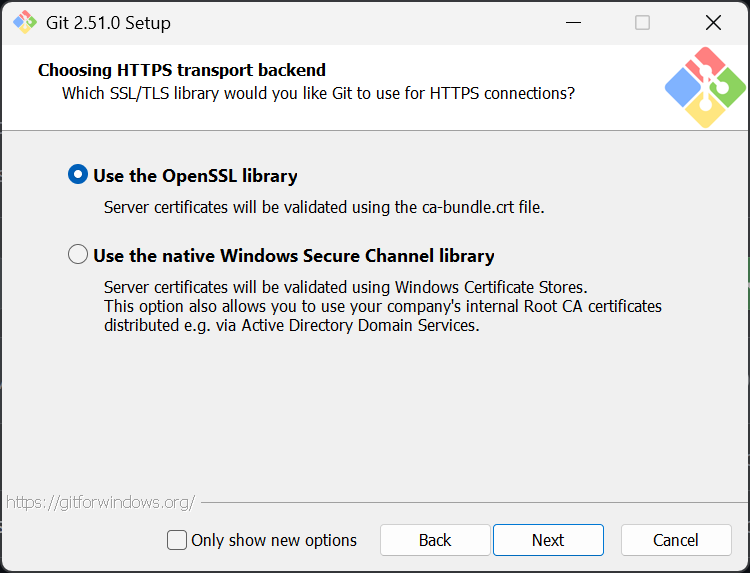 Git 2.51.0 Setup
Choosing HTTPS transport backend
Which SSL/TLS library would you like Git to use for HTTPS connections?
Use the OpenSSL library
Server certificates will be validated using the ca-bundle.crt file.
Use the native Windows Secure Channel library
Server certificates will be validated using Windows Certificate Stores.
This option also allows you to use your company's internal Root CA certificates
distributed e.g. via Active Directory Domain Services.
https://gitforwindows.org/
Only show new options
Back
Next
Cancel